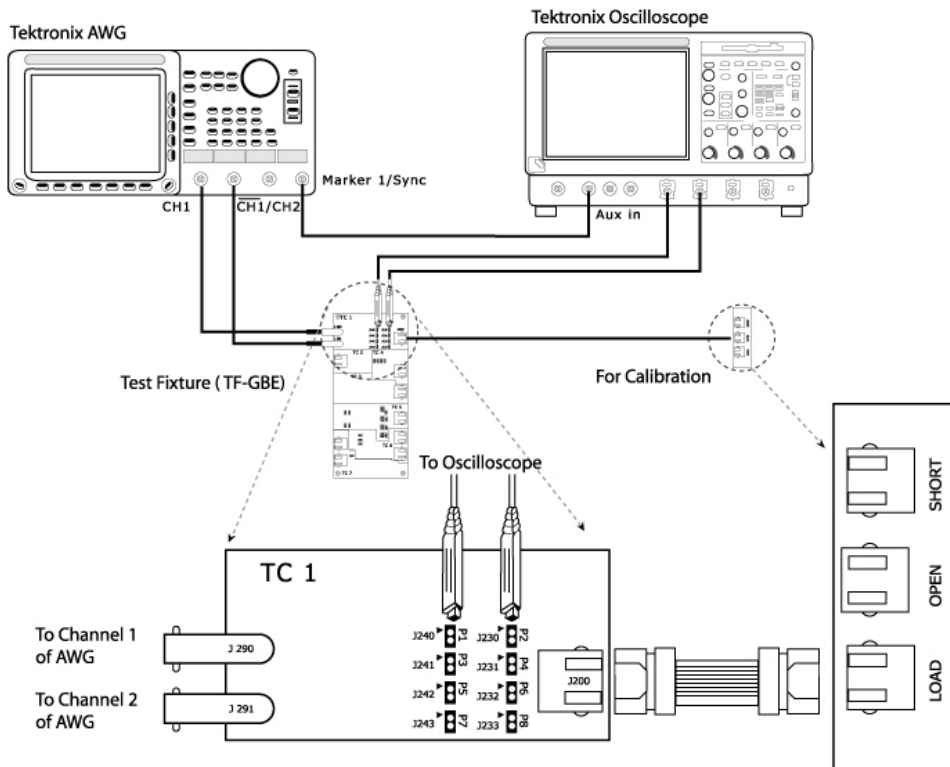 Tektronix AWG
Tektronix Oscilloscope
Marker 1/Sync
CH1
CH1/CH2
Aux in
TC 1
Test Fixture ( TF-GBE)
For Calibration
To Oscilloscope
TC 1
To Channel 1
of AWG
J 290
To Channel 2
of AWG
J 291
J240 P1
J230 P2
J241 P3
J231 P4
J242 P5
J232 P6
J243 P7
J233 P8
J200
SHORT
OPEN
LOAD